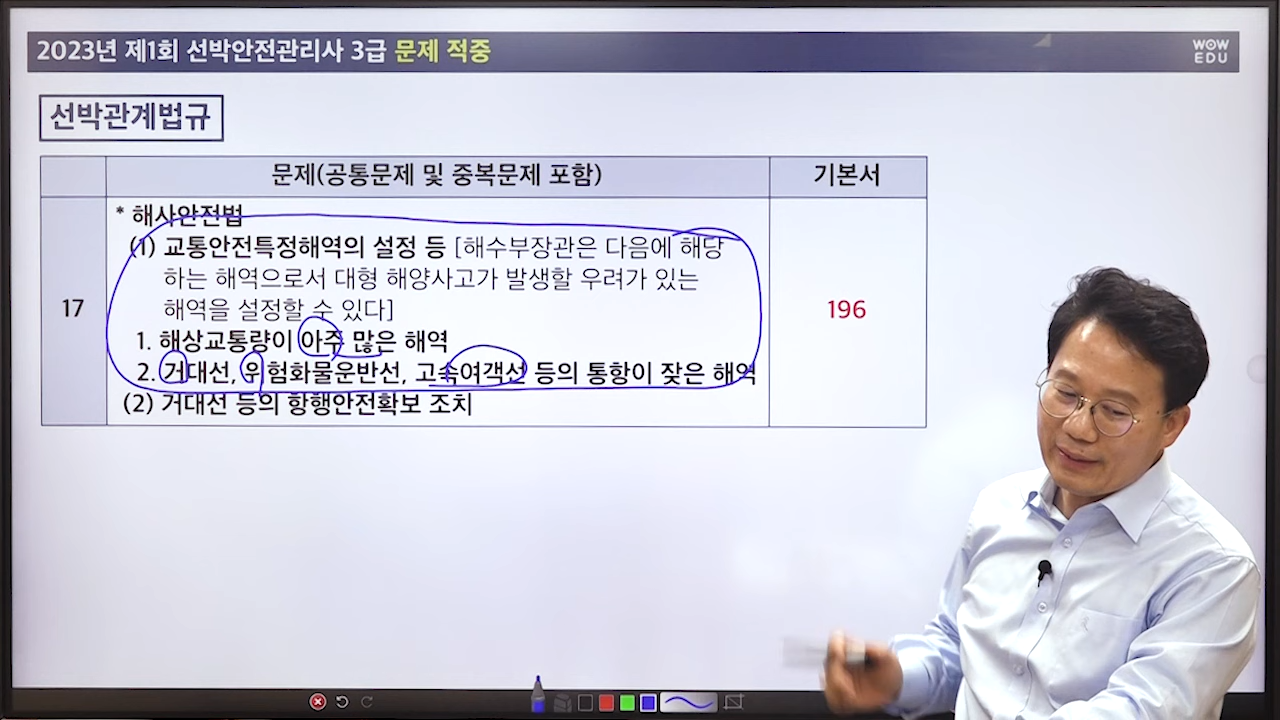 2023년 제1회 선박안전관리사 3급 문제 적중
WOW
EDU
선박관계법규
문제(공통문제 및 중복문제 포함)
기본서
17
* 해사안전법
(1) 교통안전특정해역의 설정 등 [해수부장관은 다음에 해당
하는 해역으로서 대형 해양사고가 발생할 우려가 있는
해역을 설정할 수 있다]
1. 해상교통량이 아주 많은 해역
2. 거대선, 위험화물운반선, 고속여객선 등의 통항이 잦은 해역
(2) 거대선 등의 항행안전확보 조치
196